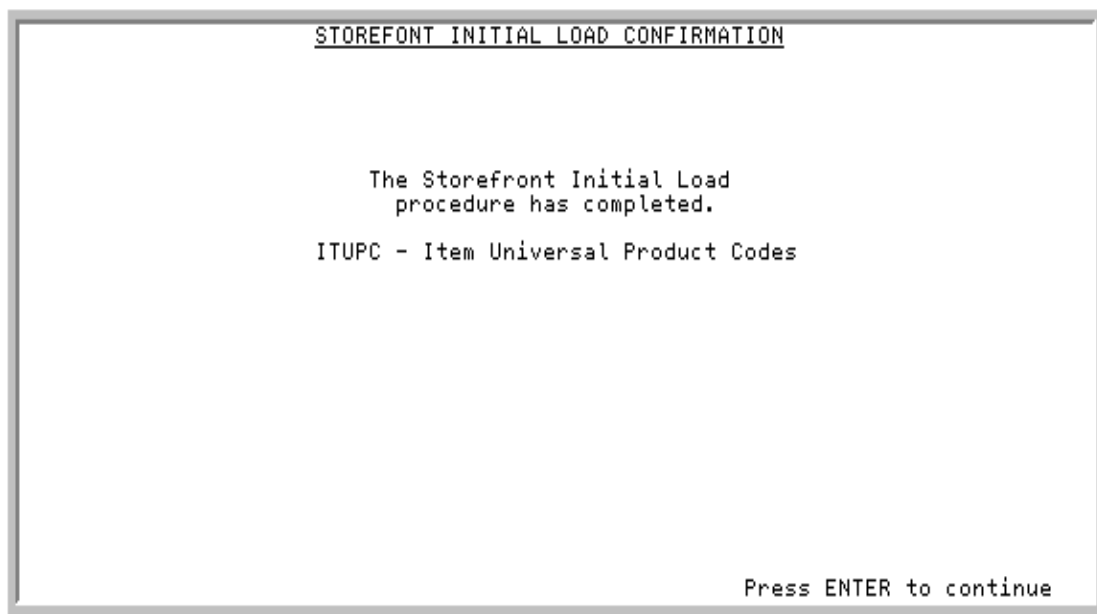 STOREFONT INITIAL LOAD CONFIRMATION
The Storefront Initial Load
procedure has completed.
ITUPC - Item Universal Product Codes
Press ENTER to continue